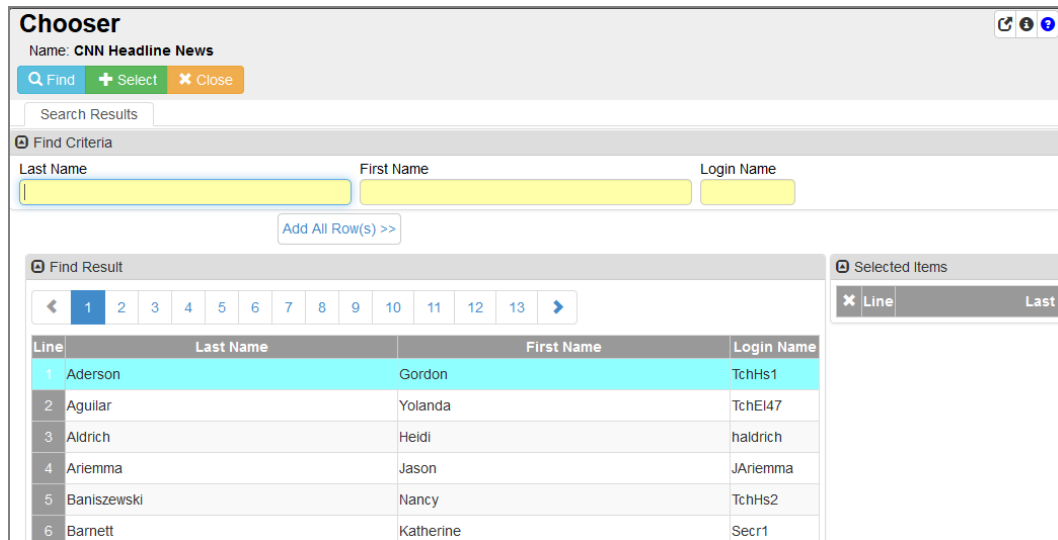 Chooser
Name: CNN Headline News
Find Select Close
Search Results
Find Criteria
Last Name First Name Login Name
Add All Row(s) >>
Find Result Selected Items
1 2 3 4 5 6 7 8 9 10 11 12 13
Line Last
Line Last Name First Name Login Name
1 Aderson Gordon TchHs1
2 Aguilar Yolanda TchEl47
3 Aldrich Heidi haldrich
4 Ariemma Jason JAriemma
5 Baniszewski Nancy TchHs2
6 Barnett Katherine Secr1